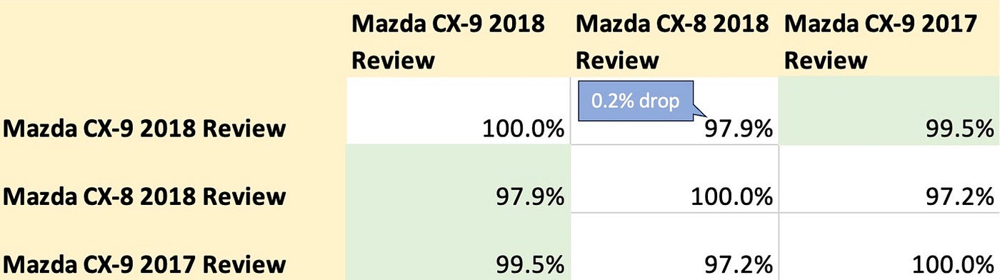 Mazda CX-9 2018 Mazda CX-8 2018 Mazda CX-9 2017
Review Review Review
0.2% drop
Mazda CX-9 2018 Review 100.0% 97.9% 99.5%
Mazda CX-8 2018 Review 97.9% 100.0% 97.2%
Mazda CX-9 2017 Review 99.5% 97.2% 100.0%